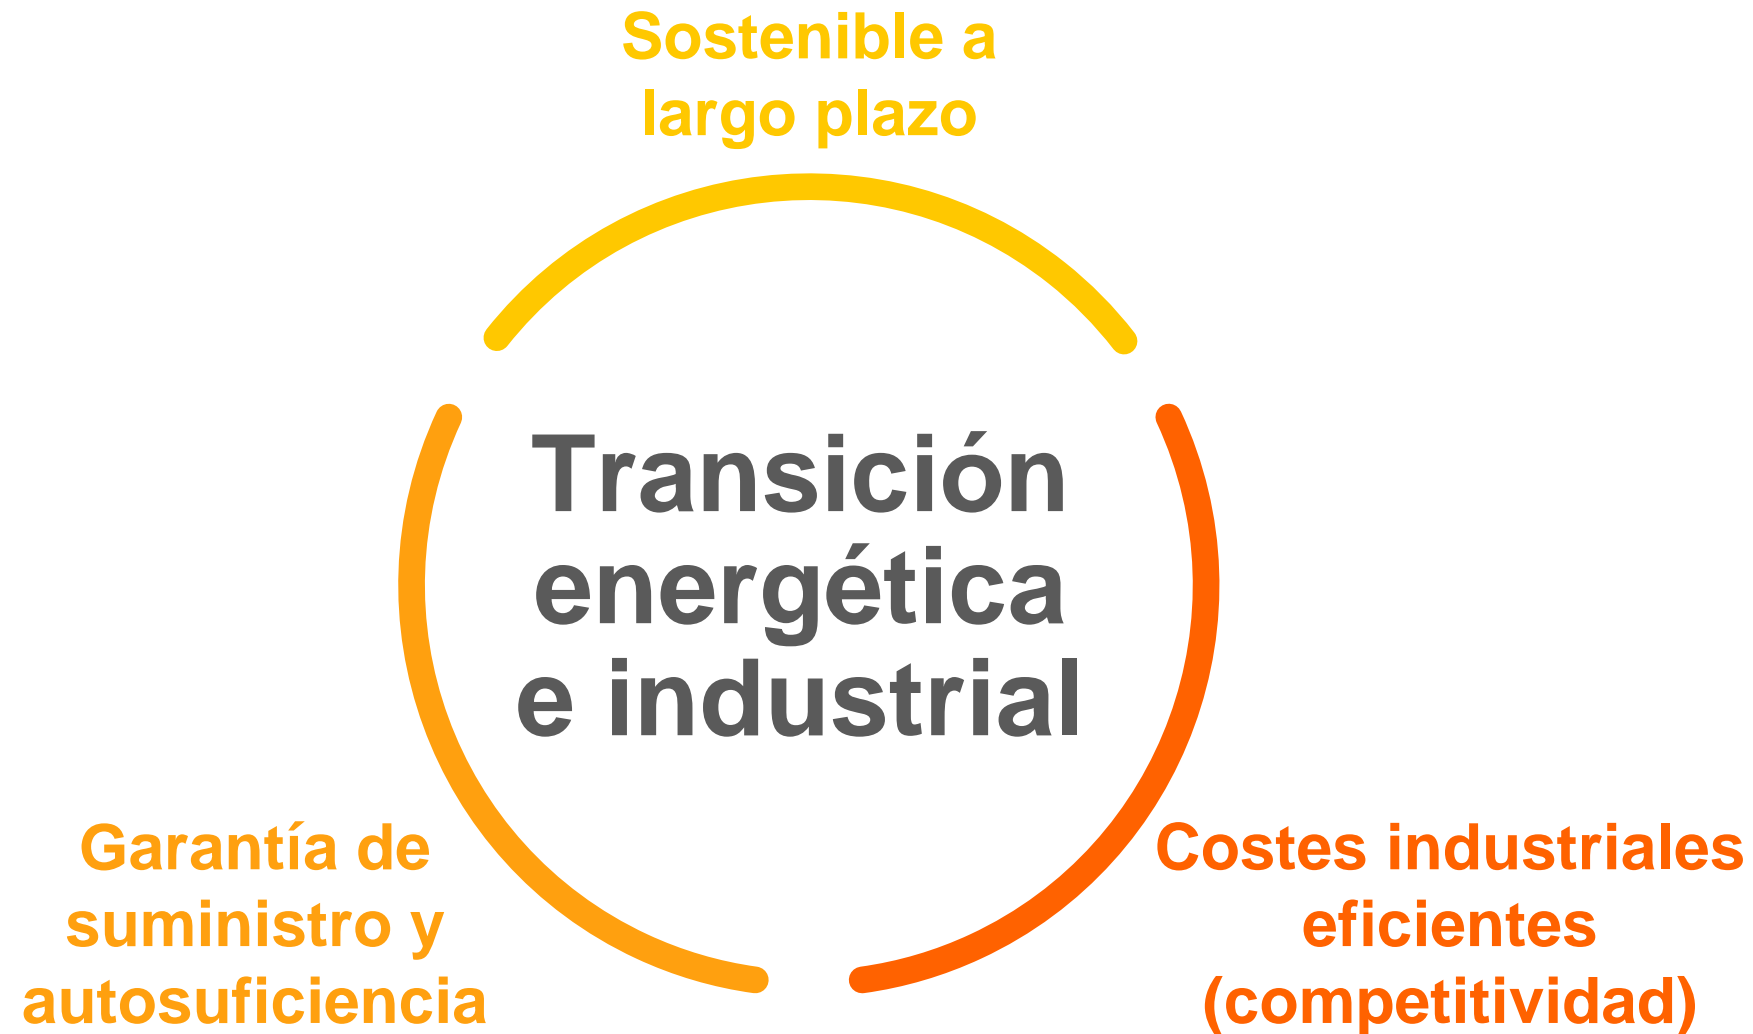 Sostenible a
largo plazo
Transición
energética
e industrial
Garantía de
suministro y
autosuficiencia
Costes industriales
eficientes
(competitividad)